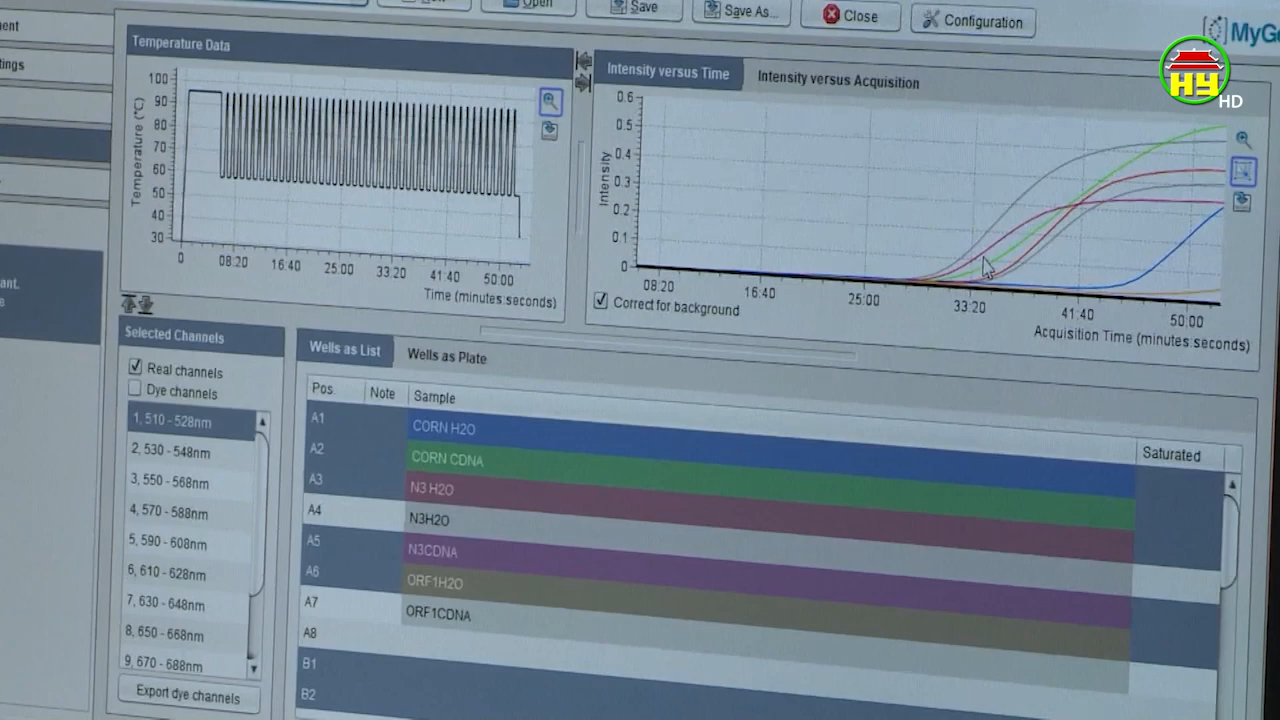 Open
Save
Save As...
Close
Configuration
MyG
HY
HD
ment
tings
ant.
Temperature Data
Temperature (°C)
100
90
80
70
60
50
40
30
0
08:20
16:40
25:00
33:20
41:40
50:00
Time (minutes:seconds)
Intensity versus Time
Intensity versus Acquisition
Intensity
0.6
0.5
0.4
0.3
0.2
0.1
0
08:20
16:40
25:00
33:20
41:40
50:00
Acquisition Time (minutes:seconds)
Correct for background
Selected Channels
Real channels
Dye channels
1, 510 - 528nm
2, 530 - 548nm
3, 550 - 568nm
4, 570 - 588nm
5, 590 - 608nm
6, 610 - 628nm
7, 630 - 648nm
8, 650 - 668nm
9, 670 - 688nm
Export dye channels
Wells as List
Wells as Plate
Pos.
Note
Sample
Saturated
A1
CORN H2O
A2
CORN CDNA
A3
N3 H2O
A4
N3H2O
A5
N3CDNA
A6
ORF1H2O
A7
ORF1CDNA
A8
B1
B2